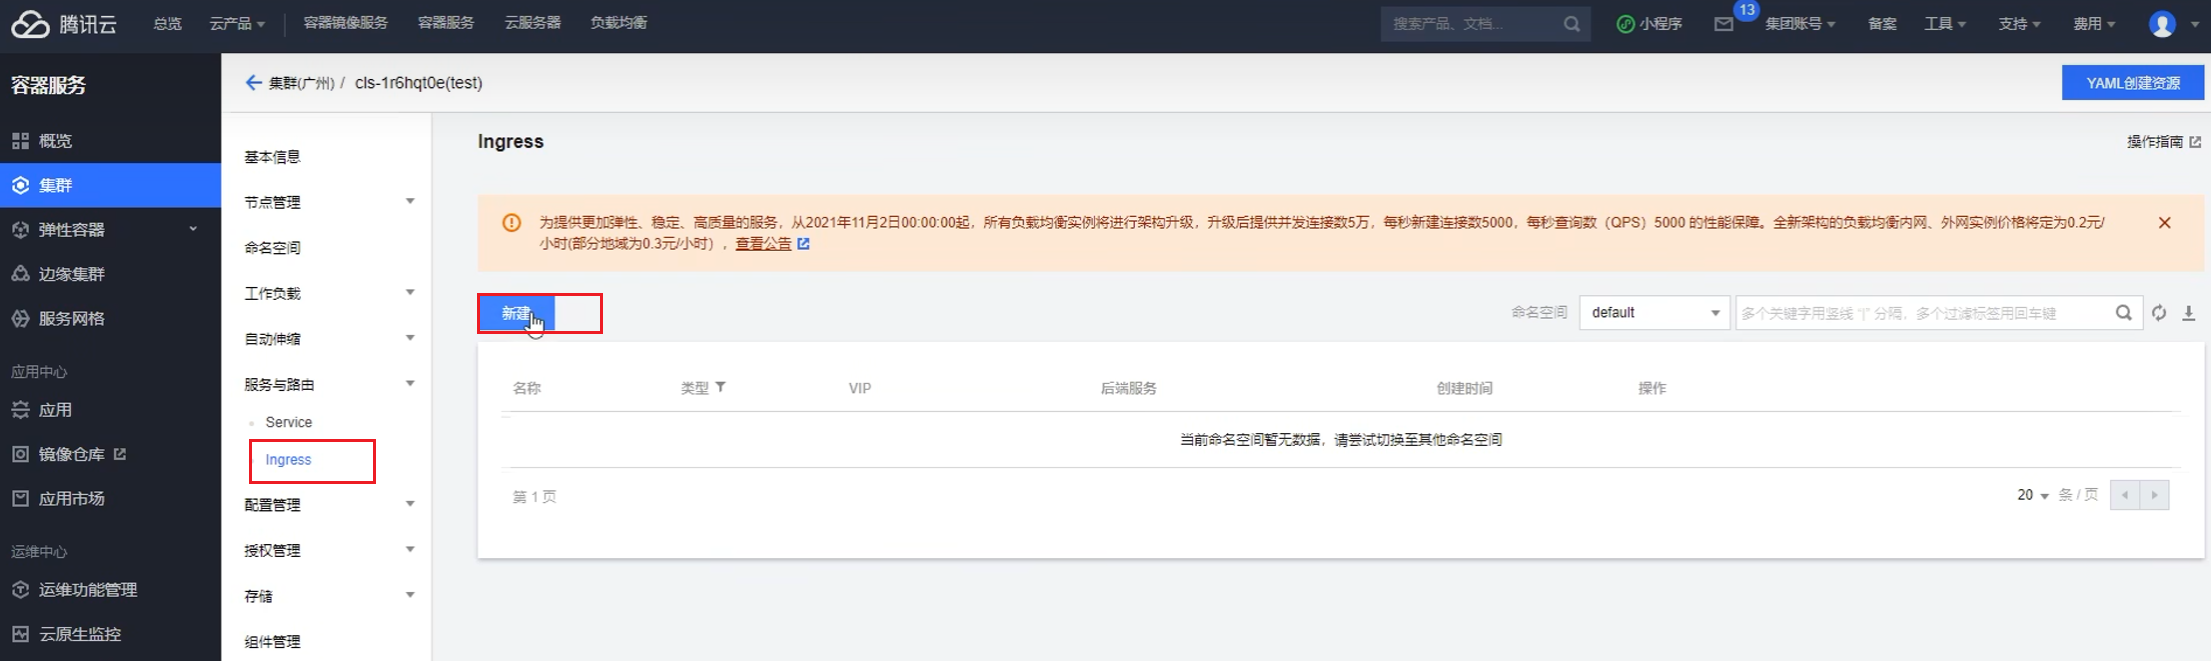 腾讯云 总览 云产品 容器镜像服务 容器服务 云服务器 负载均衡 搜索产品、文档... 小程序 13 集团账号 备案 工具 支持 费用
容器服务
概览
集群
弹性容器
边缘集群
服务网格
应用中心
应用
镜像仓库
应用市场
运维中心
运维功能管理
云原生监控
集群(广州) / cls-1r6hqt0e(test)
YAML创建资源
基本信息
节点管理
命名空间
工作负载
自动伸缩
服务与路由
Service
Ingress
配置管理
授权管理
存储
组件管理
Ingress
操作指南
为提供更加弹性、稳定、高质量的服务，从2021年11月2日00:00:00起，所有负载均衡实例将进行架构升级，升级后提供并发连接数5万，每秒新建连接数5000，每秒查询数（QPS）5000 的性能保障。全新架构的负载均衡内网、外网实例价格将定为0.2元/
小时(部分地域为0.3元/小时），查看公告
新建
命名空间 default 多个关键字用竖线 "|" 分隔，多个过滤标签用回车键
名称 类型 VIP 后端服务 创建时间 操作
当前命名空间暂无数据，请尝试切换至其他命名空间
第 1 页
20 条 / 页